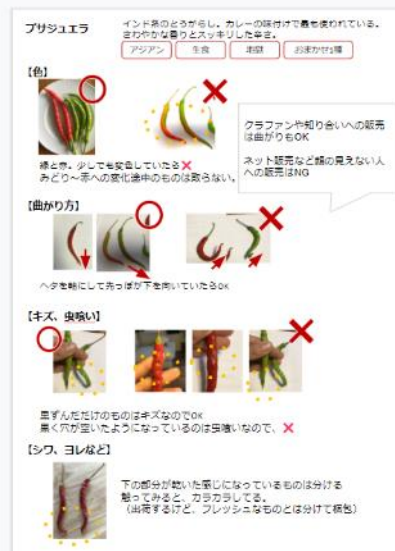 プサジュエラ
インド系のとうがらし。カレーの味付けで最も使われている。
さわやかな香りとスッキリした辛さ。
アジアン 生食 地獄 おまかせ1種
【色】
クラファンや知り合いへの販売
は曲がりもOK
ネット販売など顔の見えない人
への販売はNG
緑と赤。少しでも変色していたら❌
みどり〜赤への変化途中のものは取らない。
【曲がり方】
ヘタを軸にして先っぽが下を向いていたらOK
【キズ、虫喰い】
黒ずんだだけのものはキズなのでOK
黒く穴が空いたようになっているのは虫喰いなので、❌
【シワ、ヨレなど】
下の部分が乾いた感じになっているものは分ける
触ってみると、カラカラしてる。
（出荷するけど、フレッシュなものとは分けて梱包）